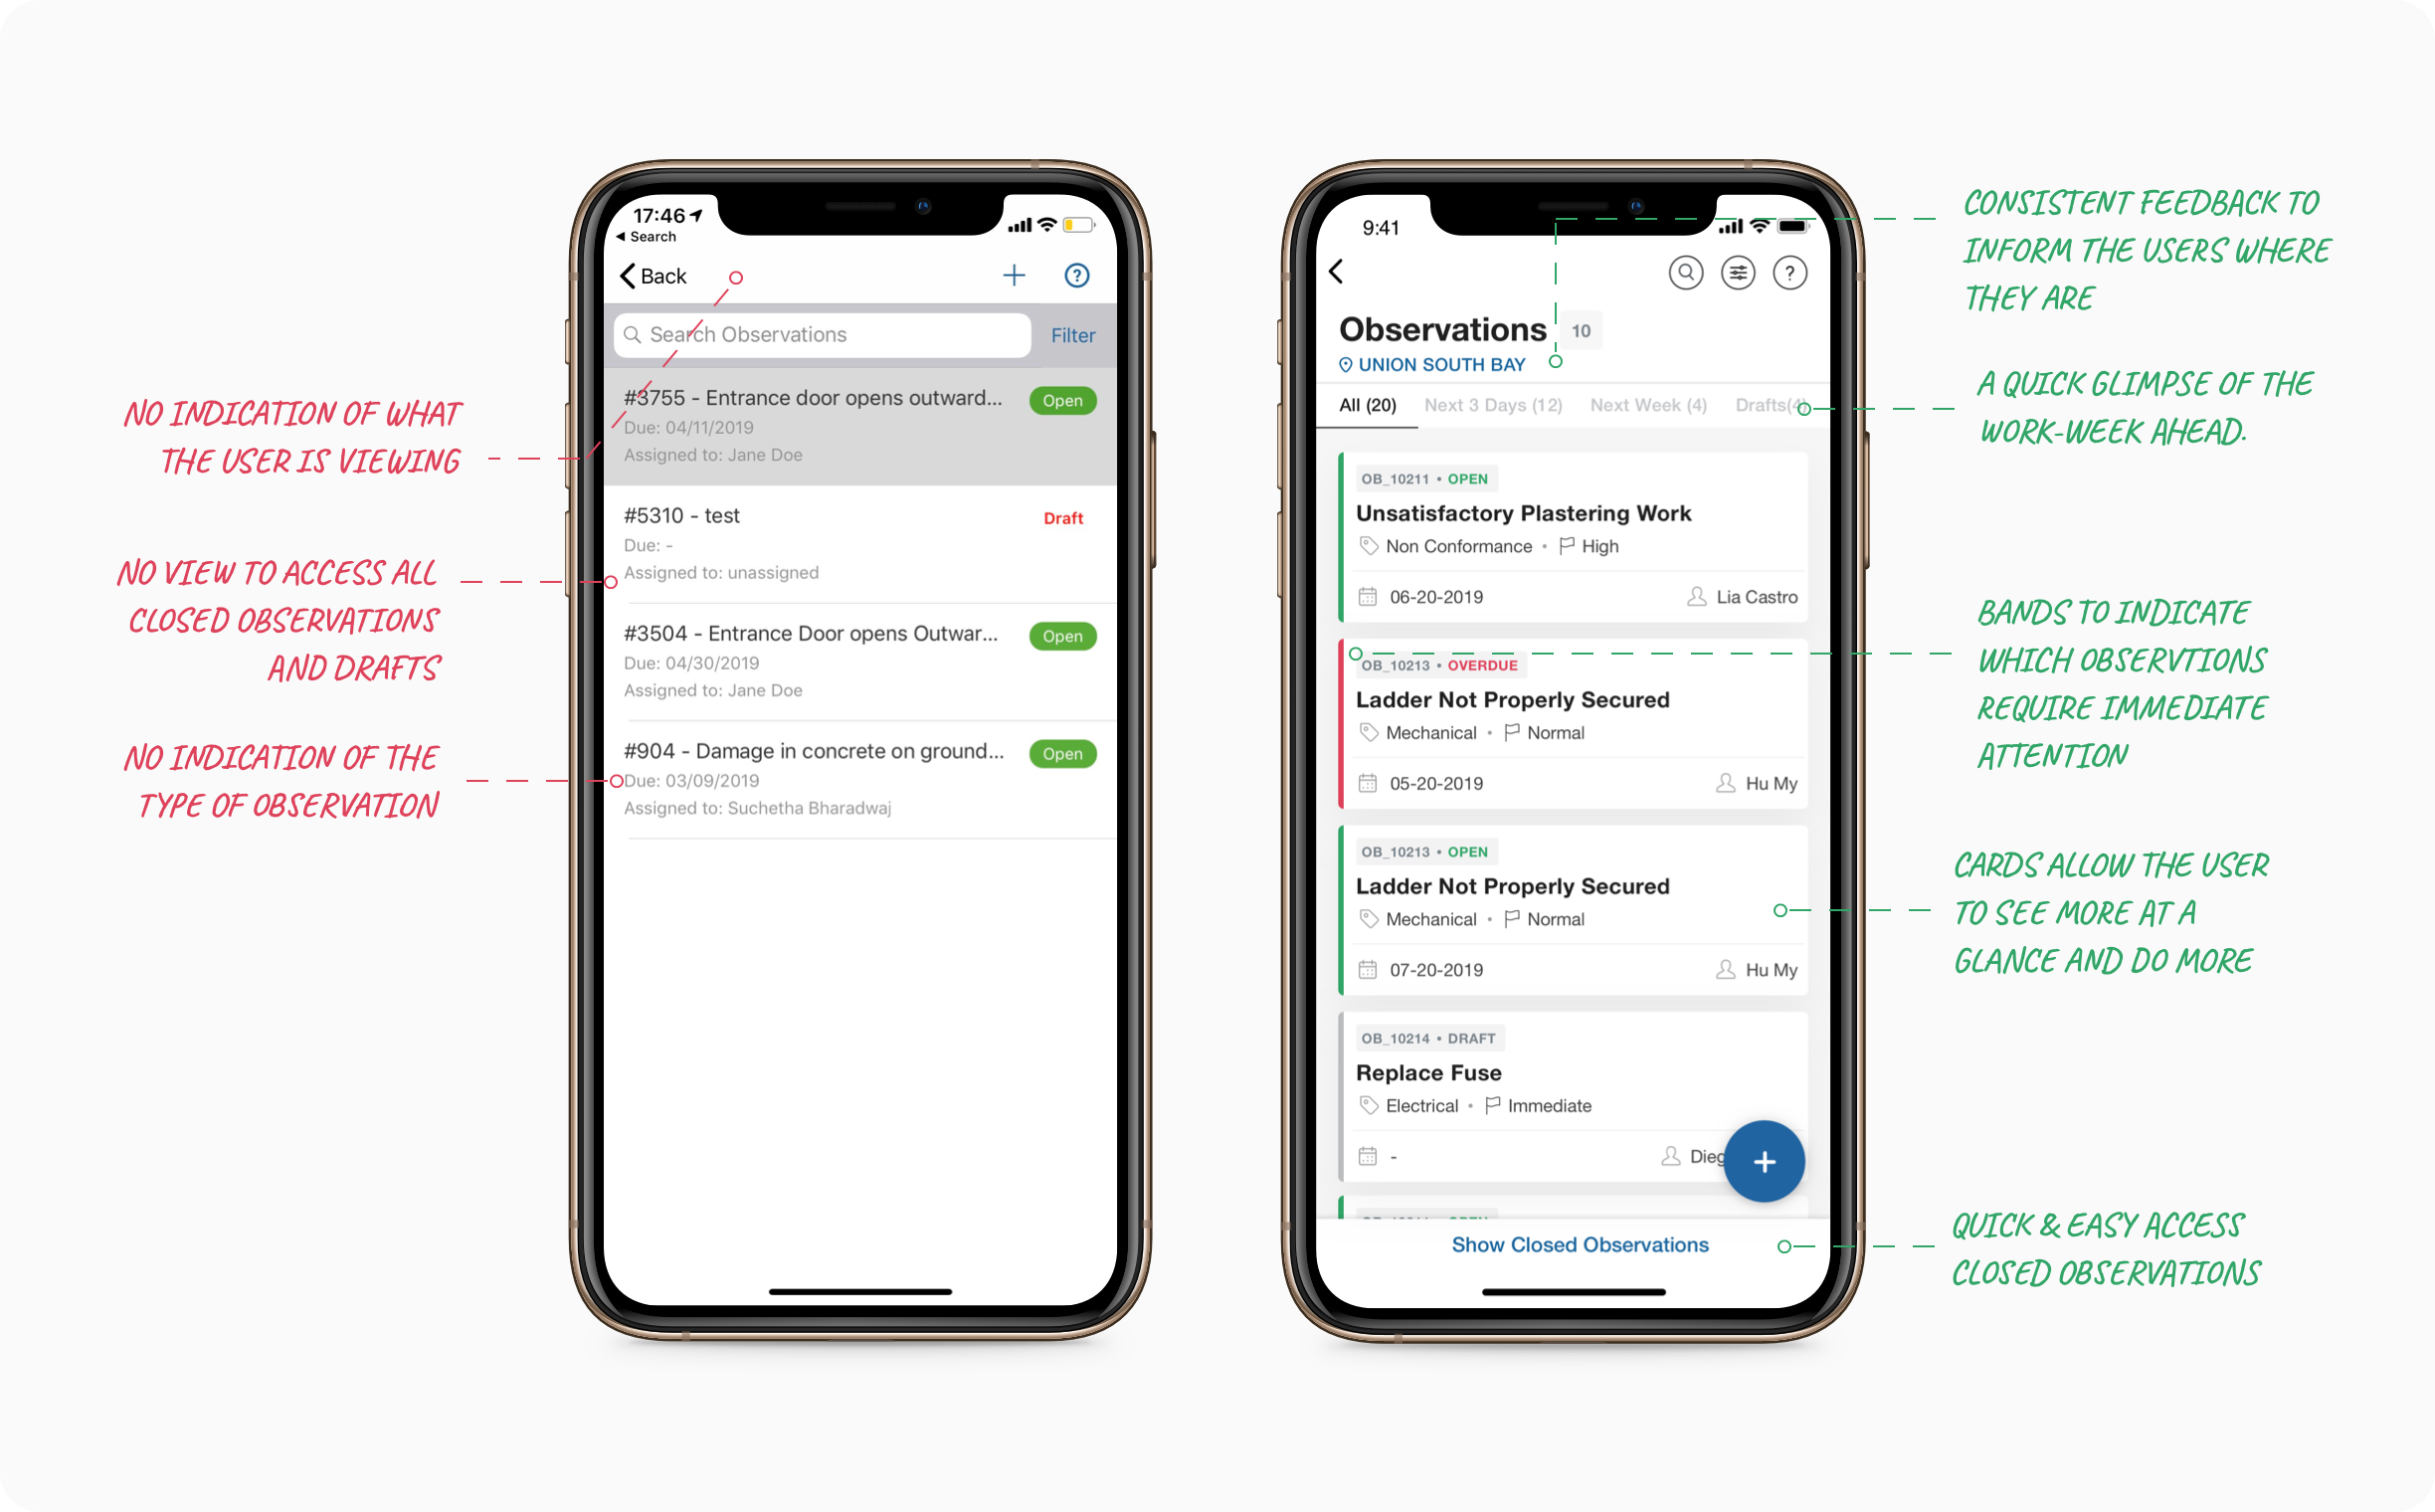 NO INDICATION OF WHAT
THE USER IS VIEWING
NO VIEW TO ACCESS ALL
CLOSED OBSERVATIONS
AND DRAFTS
NO INDICATION OF THE
TYPE OF OBSERVATION
17:46
Search
Back
Search Observations
Filter
#3755 - Entrance door opens outward...
Open
Due: 04/11/2019
Assigned to: Jane Doe
#5310 - test
Draft
Due: -
Assigned to: unassigned
#3504 - Entrance Door opens Outwar...
Open
Due: 04/30/2019
Assigned to: Jane Doe
#904 - Damage in concrete on ground...
Open
Due: 03/09/2019
Assigned to: Suchetha Bharadwaj
9:41
Observations 10
UNION SOUTH BAY
All (20) Next 3 Days (12) Next Week (4) Drafts(4)
OB_10211 • OPEN
Unsatisfactory Plastering Work
Non Conformance • High
06-20-2019 Lia Castro
OB_10213 • OVERDUE
Ladder Not Properly Secured
Mechanical • Normal
05-20-2019 Hu My
OB_10213 • OPEN
Ladder Not Properly Secured
Mechanical • Normal
07-20-2019 Hu My
OB_10214 • DRAFT
Replace Fuse
Electrical • Immediate
- Dieg
Show Closed Observations
CONSISTENT FEEDBACK TO
INFORM THE USERS WHERE
THEY ARE
A QUICK GLIMPSE OF THE
WORK-WEEK AHEAD.
BANDS TO INDICATE
WHICH OBSERVTIONS
REQUIRE IMMEDIATE
ATTENTION
CARDS ALLOW THE USER
TO SEE MORE AT A
GLANCE AND DO MORE
QUICK & EASY ACCESS
CLOSED OBSERVATIONS